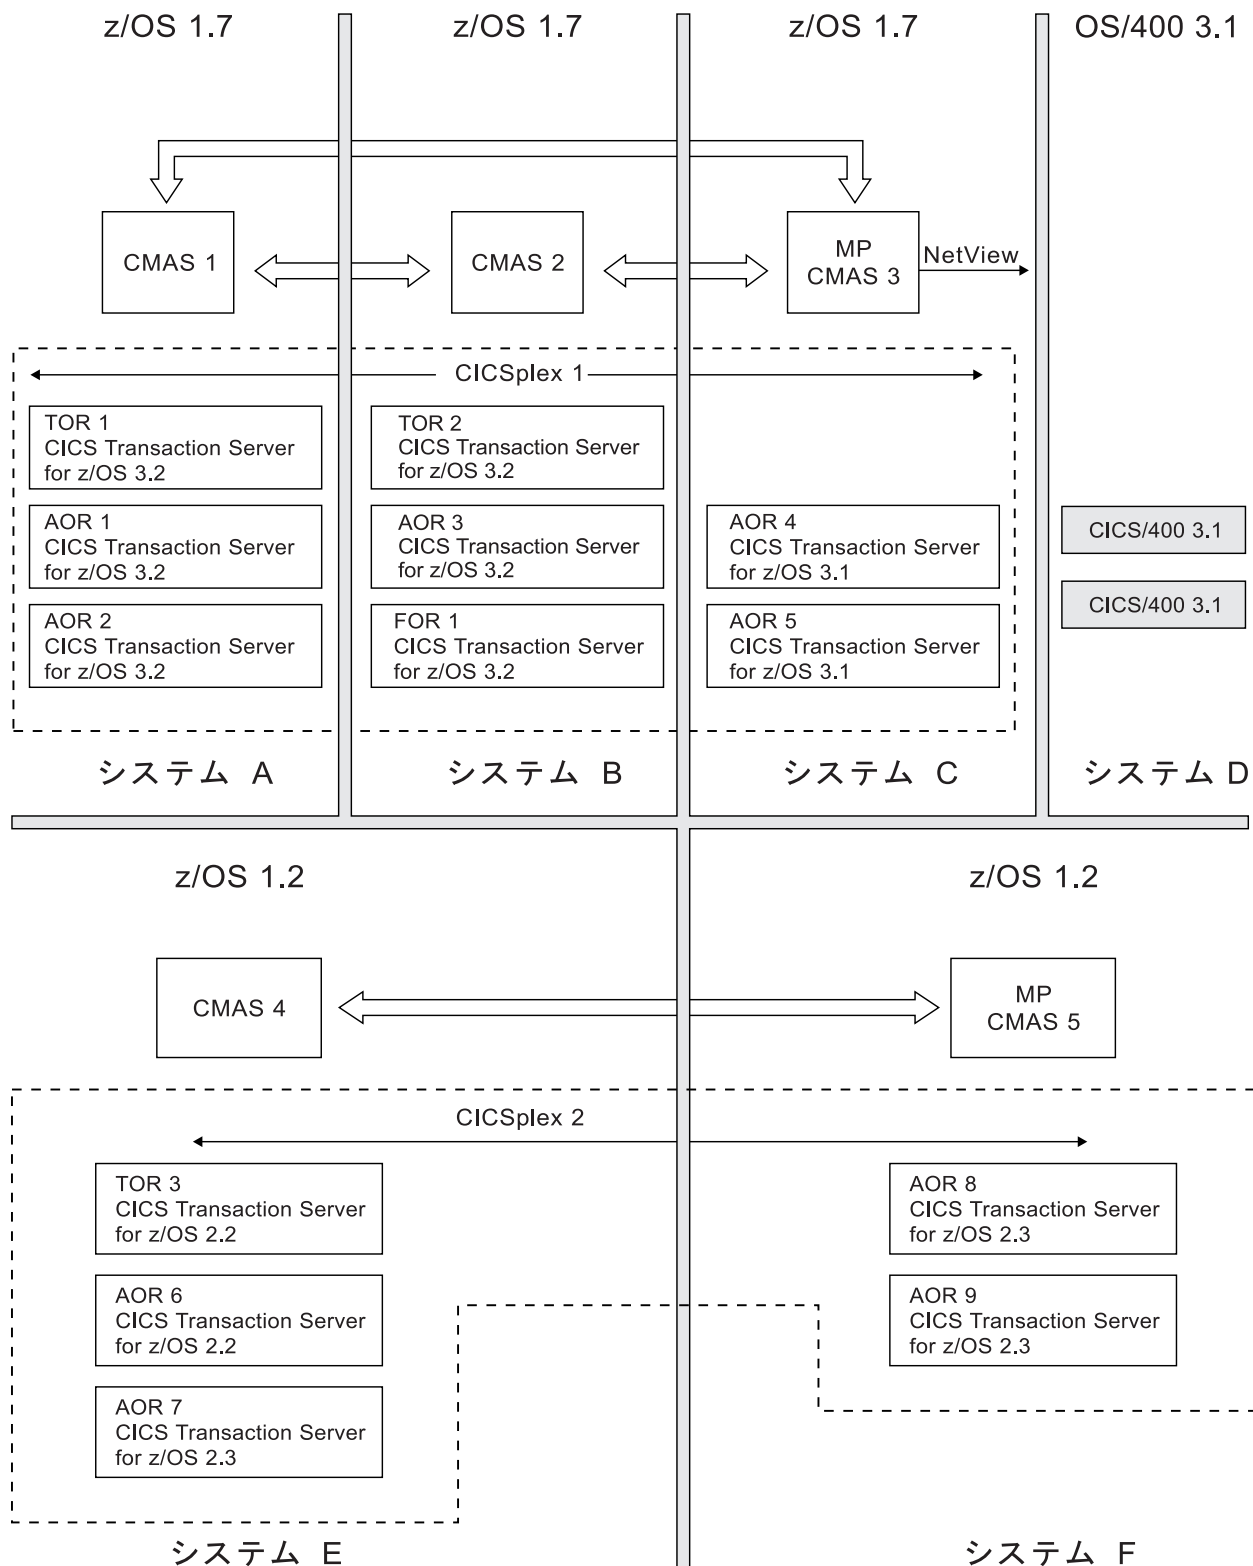 z/OS 1.7
z/OS 1.7
z/OS 1.7
OS/400 3.1
CMAS 1
CMAS 2
MP
CMAS 3
NetView
CICSplex 1
TOR 1
CICS Transaction Server
for z/OS 3.2
TOR 2
CICS Transaction Server
for z/OS 3.2
AOR 1
CICS Transaction Server
for z/OS 3.2
AOR 3
CICS Transaction Server
for z/OS 3.2
AOR 4
CICS Transaction Server
for z/OS 3.1
CICS/400 3.1
AOR 2
CICS Transaction Server
for z/OS 3.2
FOR 1
CICS Transaction Server
for z/OS 3.2
AOR 5
CICS Transaction Server
for z/OS 3.1
CICS/400 3.1
システム A
システム B
システム C
システム D
z/OS 1.2
z/OS 1.2
CMAS 4
MP
CMAS 5
CICSplex 2
TOR 3
CICS Transaction Server
for z/OS 2.2
AOR 8
CICS Transaction Server
for z/OS 2.3
AOR 6
CICS Transaction Server
for z/OS 2.2
AOR 9
CICS Transaction Server
for z/OS 2.3
AOR 7
CICS Transaction Server
for z/OS 2.3
システム E
システム F